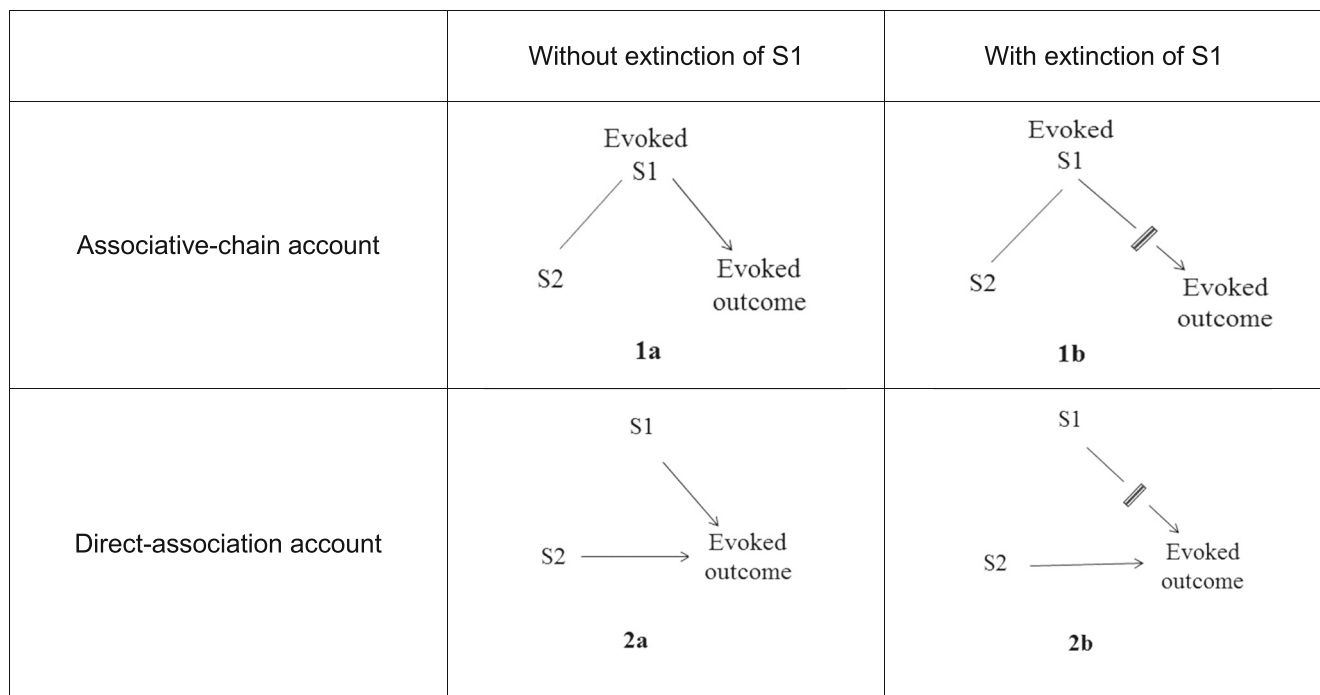 Without extinction of S1
With extinction of S1
Associative-chain account
Evoked
S1
S2
Evoked
outcome
1a
Evoked
S1
S2
Evoked
outcome
1b
Direct-association account
S1
S2
Evoked
outcome
2a
S1
S2
Evoked
outcome
2b